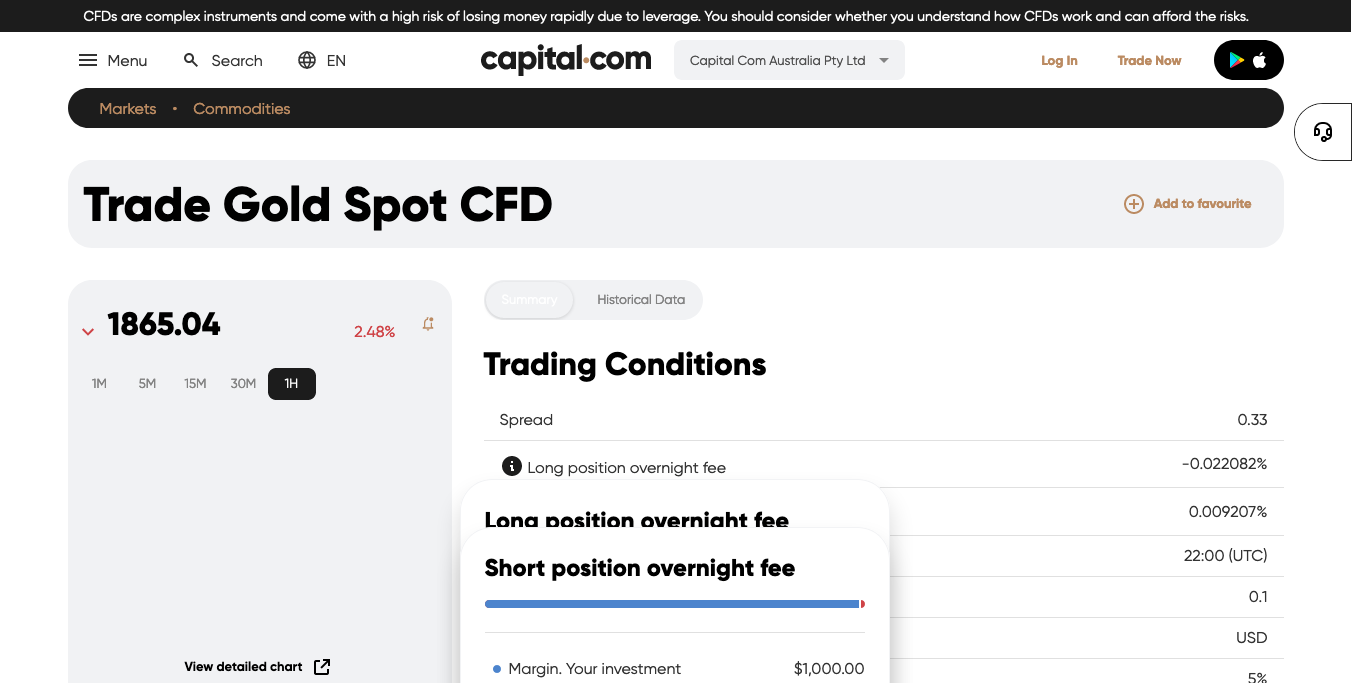 CFDs are complex instruments and come with a high risk of losing money rapidly due to leverage. You should consider whether you understand how CFDs work and can afford the risks.
Menu Search EN capital.com Capital Com Australia Pty Ltd Log In Trade Now
Markets • Commodities
Trade Gold Spot CFD
Add to favourite
1865.04 2.48%
1M 5M 15M 30M 1H
View detailed chart
Summary Historical Data
Trading Conditions
Spread 0.33
Long position overnight fee -0.022082%
Long position overnight fee
0.009207%
Short position overnight fee
22:00 (UTC)
0.1
USD
Margin. Your investment $1,000.00
5%